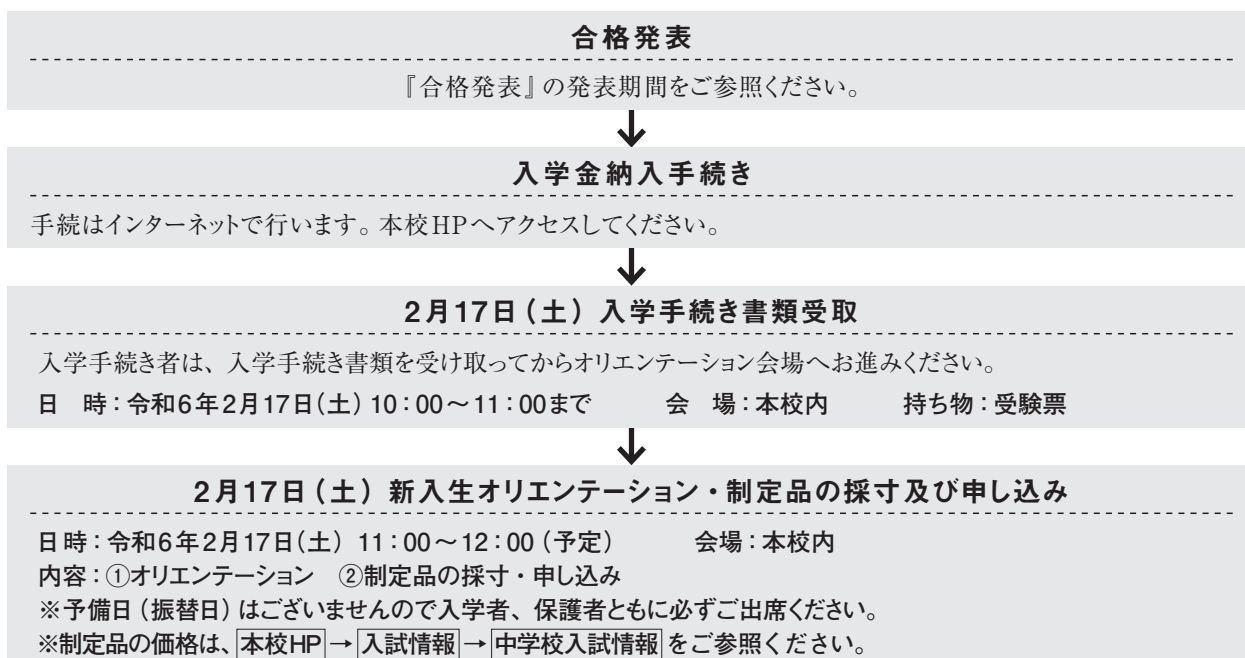 合格発表
『合格発表』の発表期間をご参照ください。
入学金納入手続き
手続はインターネットで行います。本校HPへアクセスしてください。
2月17日（土）入学手続き書類受取
入学手続き者は、入学手続き書類を受け取ってからオリエンテーション会場へお進みください。
日　時：令和6年2月17日（土）10：00～11：00まで　　会　場：本校内　　持ち物：受験票
2月17日（土）新入生オリエンテーション・制定品の採寸及び申し込み
日時：令和6年2月17日（土）11：00～12：00（予定）　　会場：本校内
内容：①オリエンテーション　②制定品の採寸・申し込み
※予備日（振替日）はございませんので入学者、保護者ともに必ずご出席ください。
※制定品の価格は、本校HP→入試情報→中学校入試情報をご参照ください。